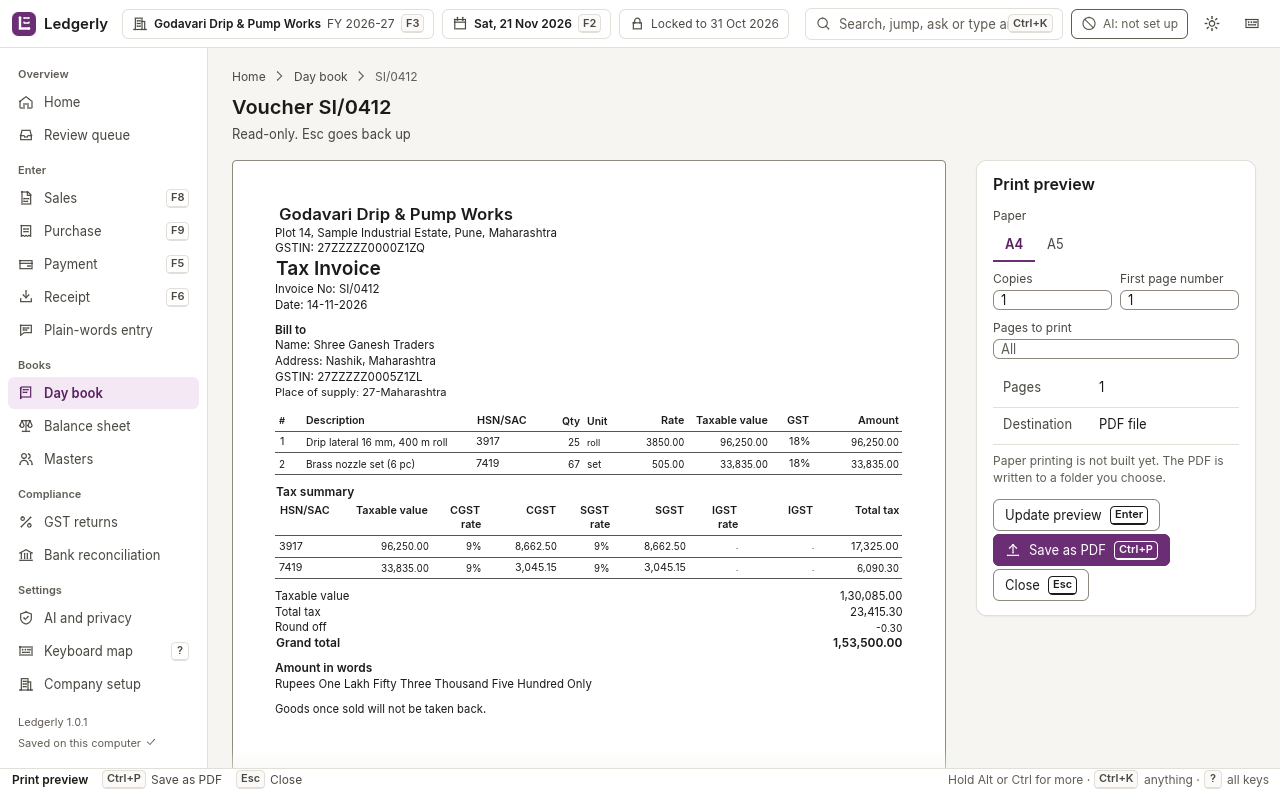 Ledgerly
Godavari Drip & Pump Works FY 2026-27 F3
Sat, 21 Nov 2026 F2
Locked to 31 Oct 2026
Search, jump, ask or type a Ctrl+K
AI: not set up
Overview
Home
Review queue
Enter
Sales F8
Purchase F9
Payment F5
Receipt F6
Plain-words entry
Books
Day book
Balance sheet
Masters
Compliance
GST returns
Bank reconciliation
Settings
AI and privacy
Keyboard map ?
Company setup
Ledgerly 1.0.1
Saved on this computer
Home Day book SI/0412
Voucher SI/0412
Read-only. Esc goes back up
Godavari Drip & Pump Works
Plot 14, Sample Industrial Estate, Pune, Maharashtra
GSTIN: 27ZZZZZ0000Z1ZQ
Tax Invoice
Invoice No: SI/0412
Date: 14-11-2026
Bill to
Name: Shree Ganesh Traders
Address: Nashik, Maharashtra
GSTIN: 27ZZZZZ0005Z1ZL
Place of supply: 27-Maharashtra
# Description HSN/SAC Qty Unit Rate Taxable value GST Amount
1 Drip lateral 16 mm, 400 m roll 3917 25 roll 3850.00 96,250.00 18% 96,250.00
2 Brass nozzle set (6 pc) 7419 67 set 505.00 33,835.00 18% 33,835.00
Tax summary
HSN/SAC Taxable value CGST rate CGST SGST rate SGST IGST rate IGST Total tax
3917 96,250.00 9% 8,662.50 9% 8,662.50 - - 17,325.00
7419 33,835.00 9% 3,045.15 9% 3,045.15 - - 6,090.30
Taxable value 1,30,085.00
Total tax 23,415.30
Round off -0.30
Grand total 1,53,500.00
Amount in words
Rupees One Lakh Fifty Three Thousand Five Hundred Only
Goods once sold will not be taken back.
Print preview
Paper
A4 A5
Copies First page number
1 1
Pages to print
All
Pages 1
Destination PDF file
Paper printing is not built yet. The PDF is
written to a folder you choose.
Update preview Enter
Save as PDF Ctrl+P
Close Esc
Print preview Ctrl+P Save as PDF Esc Close
Hold Alt or Ctrl for more · Ctrl+K anything · ? all keys